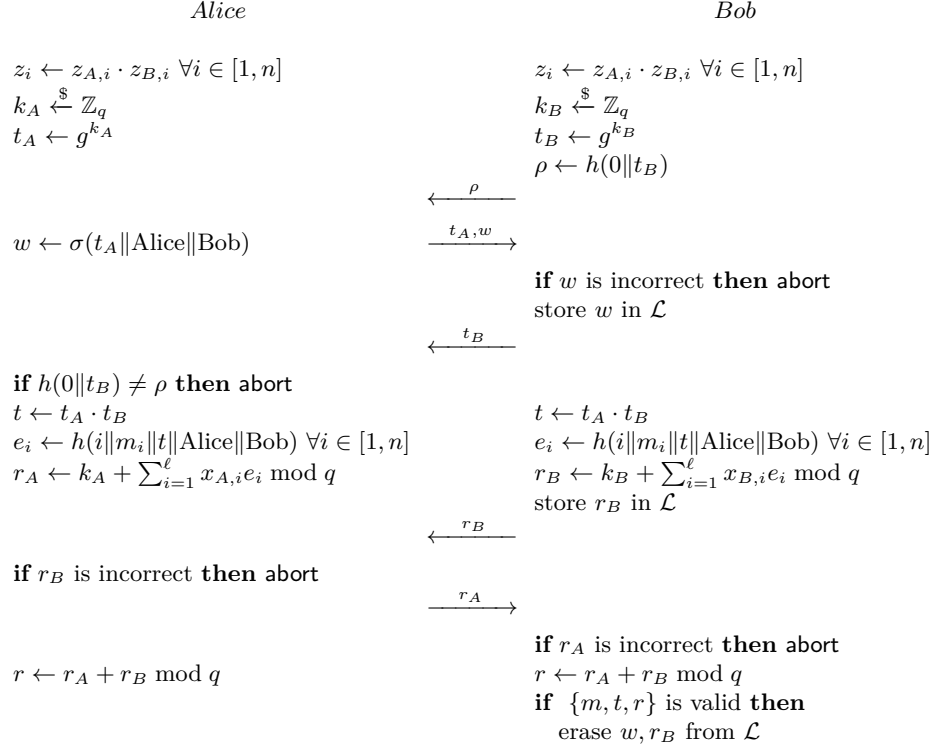 Alice Bob
z_i ← z_{A,i} · z_{B,i} ∀i ∈ [1, n] z_i ← z_{A,i} · z_{B,i} ∀i ∈ [1, n]
k_A ←$ ℤ_q k_B ←$ ℤ_q
t_A ← g^{k_A} t_B ← g^{k_B}
ρ ← h(0‖t_B)
ρ
w ← σ(t_A‖Alice‖Bob) t_A, w
if w is incorrect then abort
store w in ℒ
t_B
if h(0‖t_B) ≠ ρ then abort
t ← t_A · t_B t ← t_A · t_B
e_i ← h(i‖m_i‖t‖Alice‖Bob) ∀i ∈ [1, n] e_i ← h(i‖m_i‖t‖Alice‖Bob) ∀i ∈ [1, n]
r_A ← k_A + ∑_{i=1}^{ℓ} x_{A,i}e_i mod q r_B ← k_B + ∑_{i=1}^{ℓ} x_{B,i}e_i mod q
store r_B in ℒ
r_B
if r_B is incorrect then abort
r_A
if r_A is incorrect then abort
r ← r_A + r_B mod q r ← r_A + r_B mod q
if {m, t, r} is valid then
erase w, r_B from ℒ